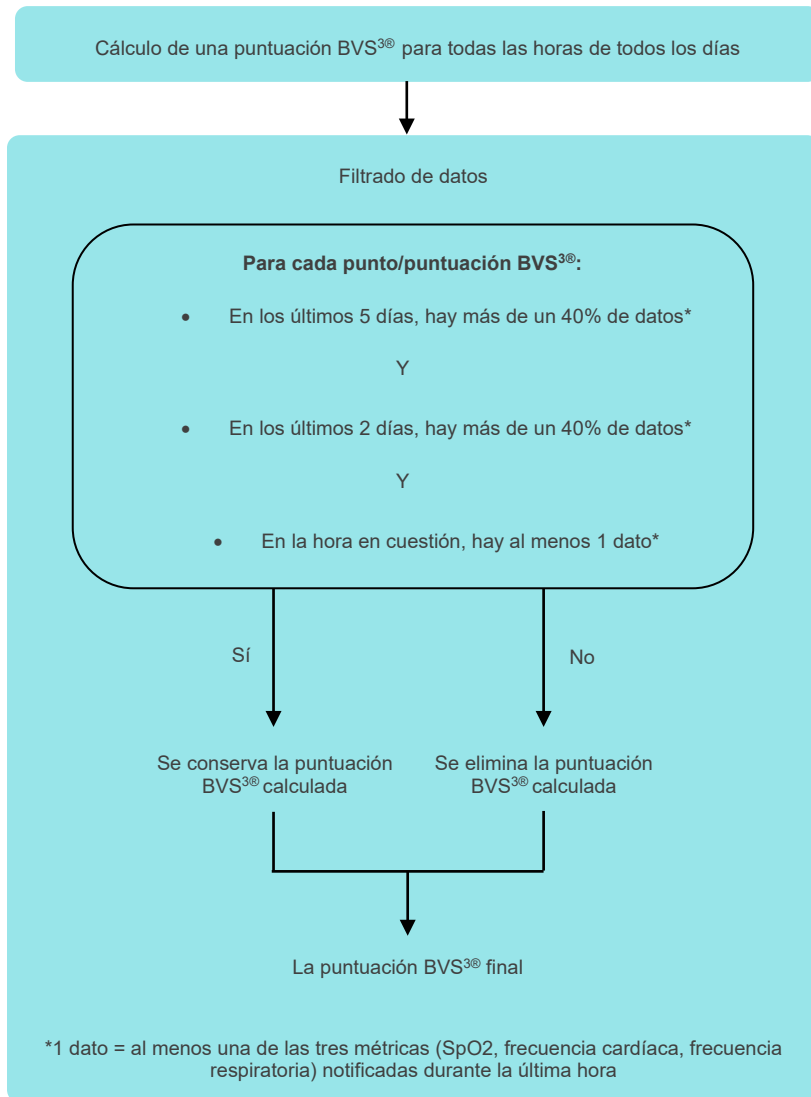 Cálculo de una puntuación BVS³® para todas las horas de todos los días
Filtrado de datos
Para cada punto/puntuación BVS³®:
• En los últimos 5 días, hay más de un 40% de datos*
Y
• En los últimos 2 días, hay más de un 40% de datos*
Y
• En la hora en cuestión, hay al menos 1 dato*
Sí
No
Se conserva la puntuación
BVS³® calculada
Se elimina la puntuación
BVS³® calculada
La puntuación BVS³® final
*1 dato = al menos una de las tres métricas (SpO2, frecuencia cardíaca, frecuencia
respiratoria) notificadas durante la última hora